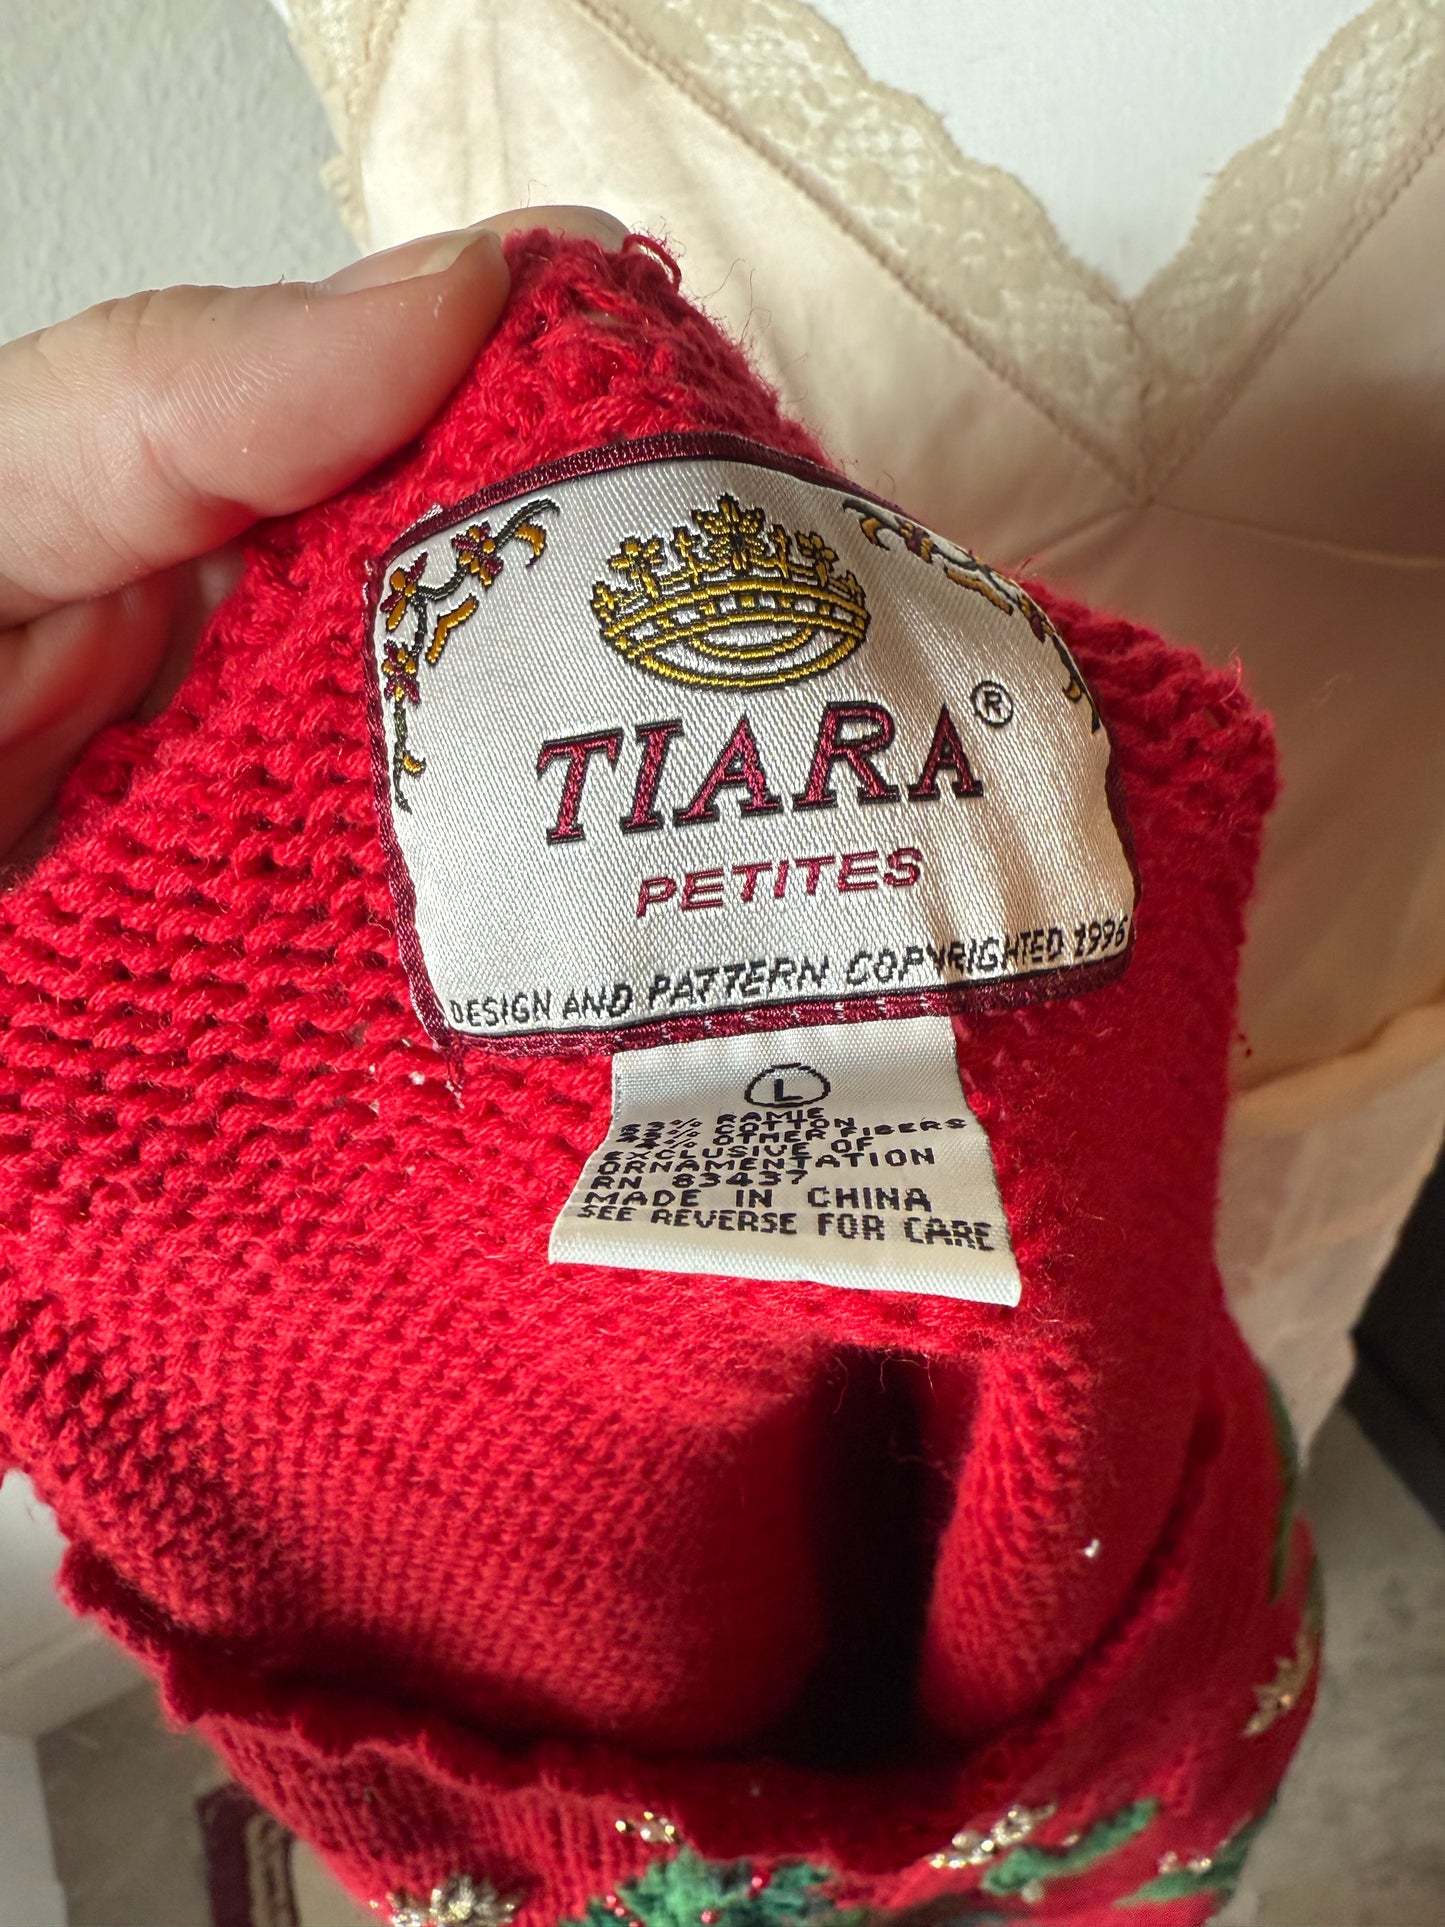 TIARA®
PETITES
DESIGN AND PATTERN COPYRIGHTED 1996
L
% RAMIE
% COTTON
% OTHER FIBERS
EXCLUSIVE OF
ORNAMENTATION
RN 83437
MADE IN CHINA
SEE REVERSE FOR CARE